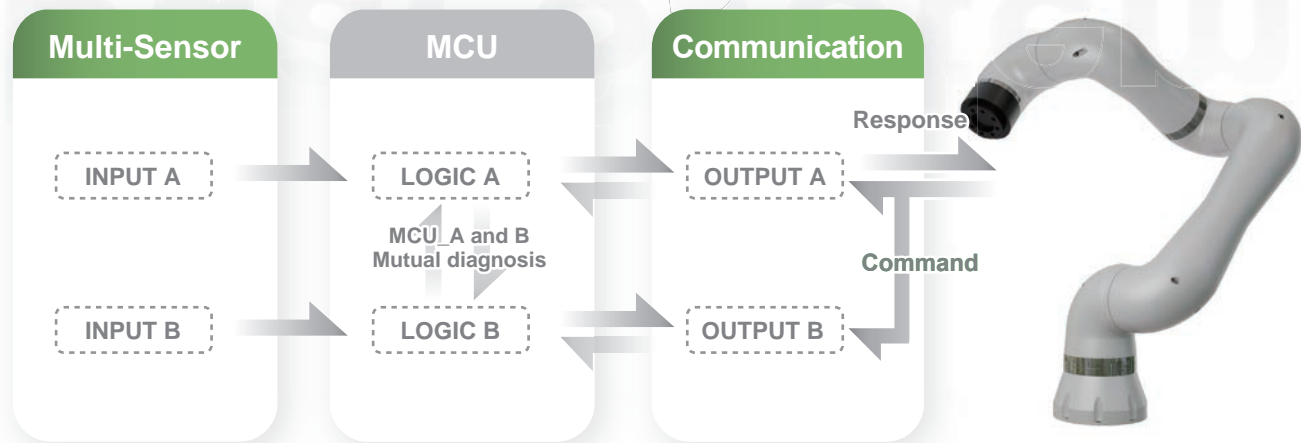 Multi-Sensor
MCU
Communication
Response
INPUT A
LOGIC A
OUTPUT A
MCU_A and B
Mutual diagnosis
Command
INPUT B
LOGIC B
OUTPUT B